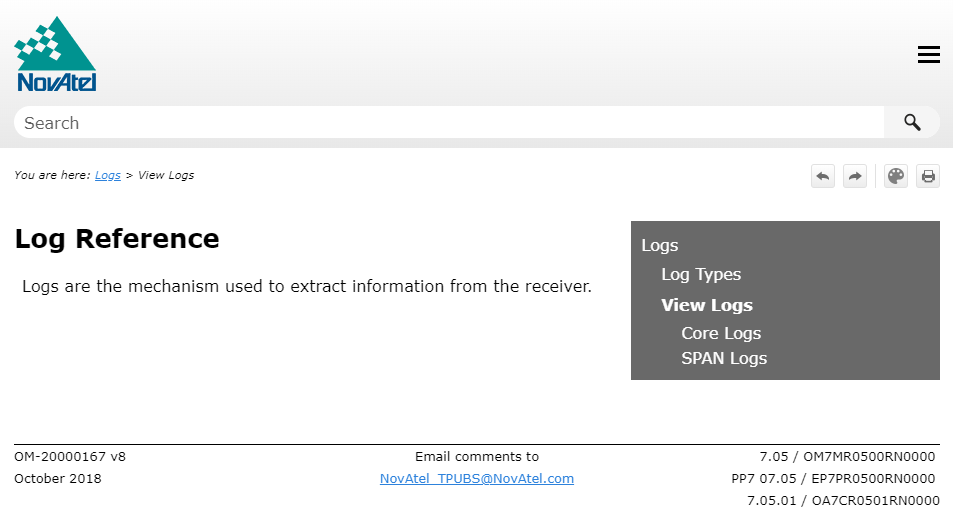 NovAtel
Search
You are here: Logs > View Logs
Log Reference
Logs are the mechanism used to extract information from the receiver.
Logs
Log Types
View Logs
Core Logs
SPAN Logs
OM-20000167 v8
October 2018
Email comments to
NovAtel_TPUBS@NovAtel.com
7.05 / OM7MR0500RN0000
PP7 07.05 / EP7PR0500RN0000
7.05.01 / OA7CR0501RN0000